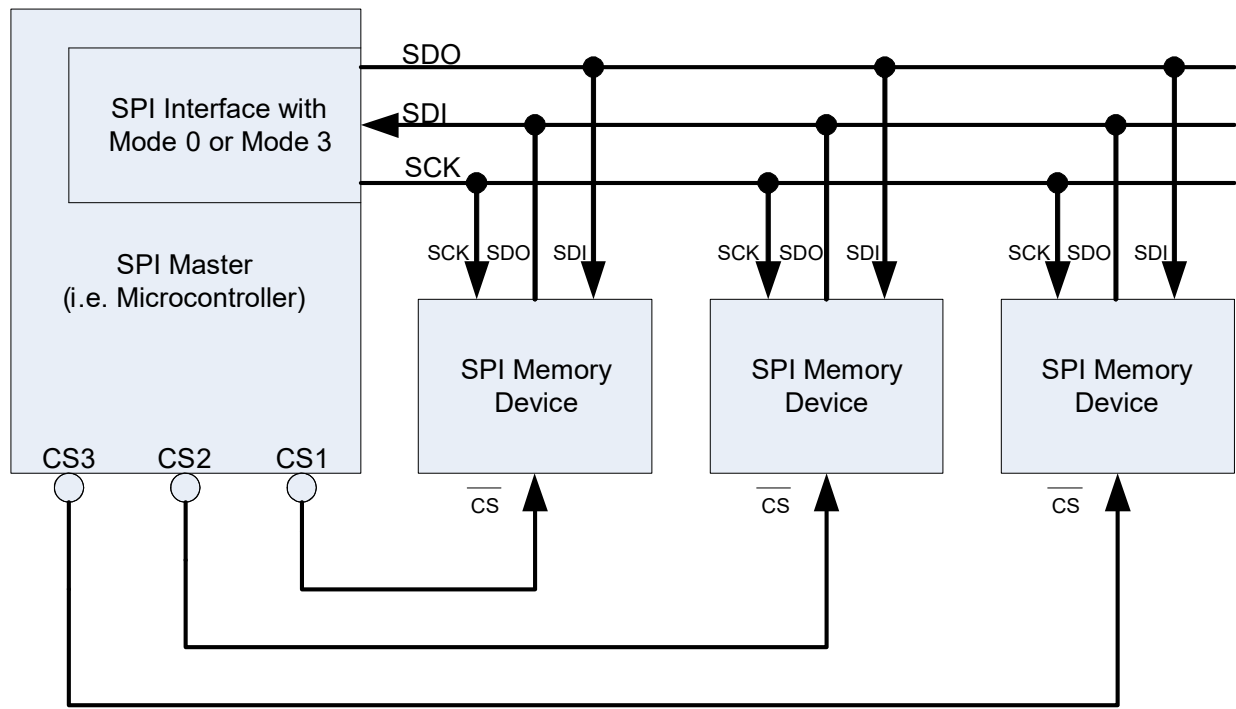 SDO
SPI Interface with
Mode 0 or Mode 3
SDI
SCK
SPI Master
(i.e. Microcontroller)
SCK SDO SDI
SCK SDO SDI
SCK SDO SDI
SPI Memory
Device
SPI Memory
Device
SPI Memory
Device
CS3 CS2 CS1
CS
CS
CS